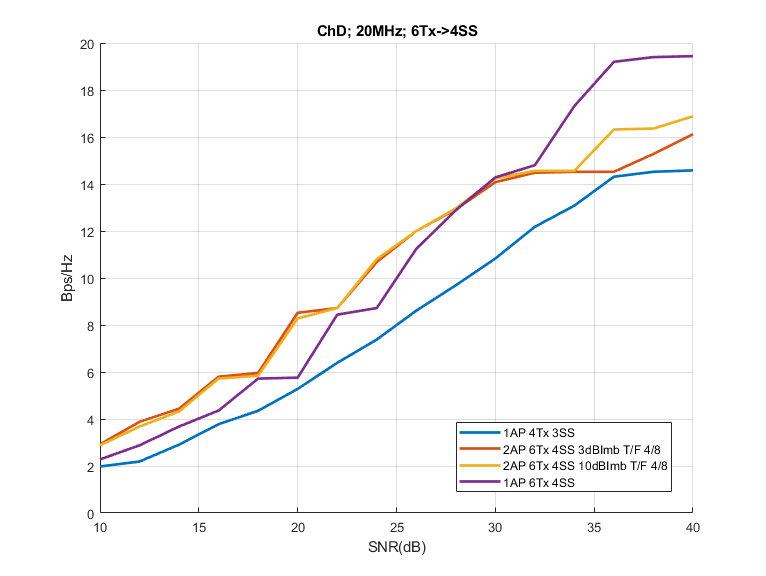 ChD; 20MHz; 6Tx->4SS
20
18
16
14
12
10
8
6
4
2
0
Bps/Hz
10
15
20
25
30
35
40
SNR(dB)
1AP 4Tx 3SS
2AP 6Tx 4SS 3dBImb T/F 4/8
2AP 6Tx 4SS 10dBImb T/F 4/8
1AP 6Tx 4SS